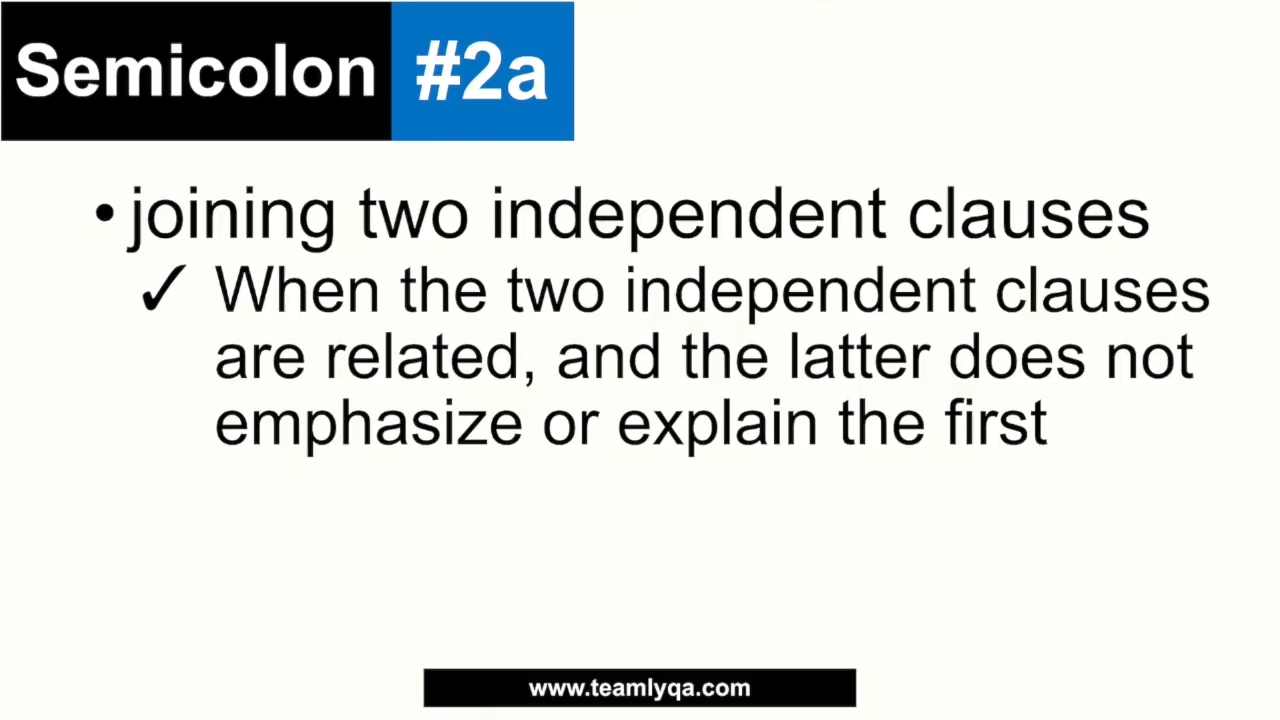 Semicolon #2a
• joining two independent clauses
✓ When the two independent clauses
are related, and the latter does not
emphasize or explain the first
www.teamlyqa.com